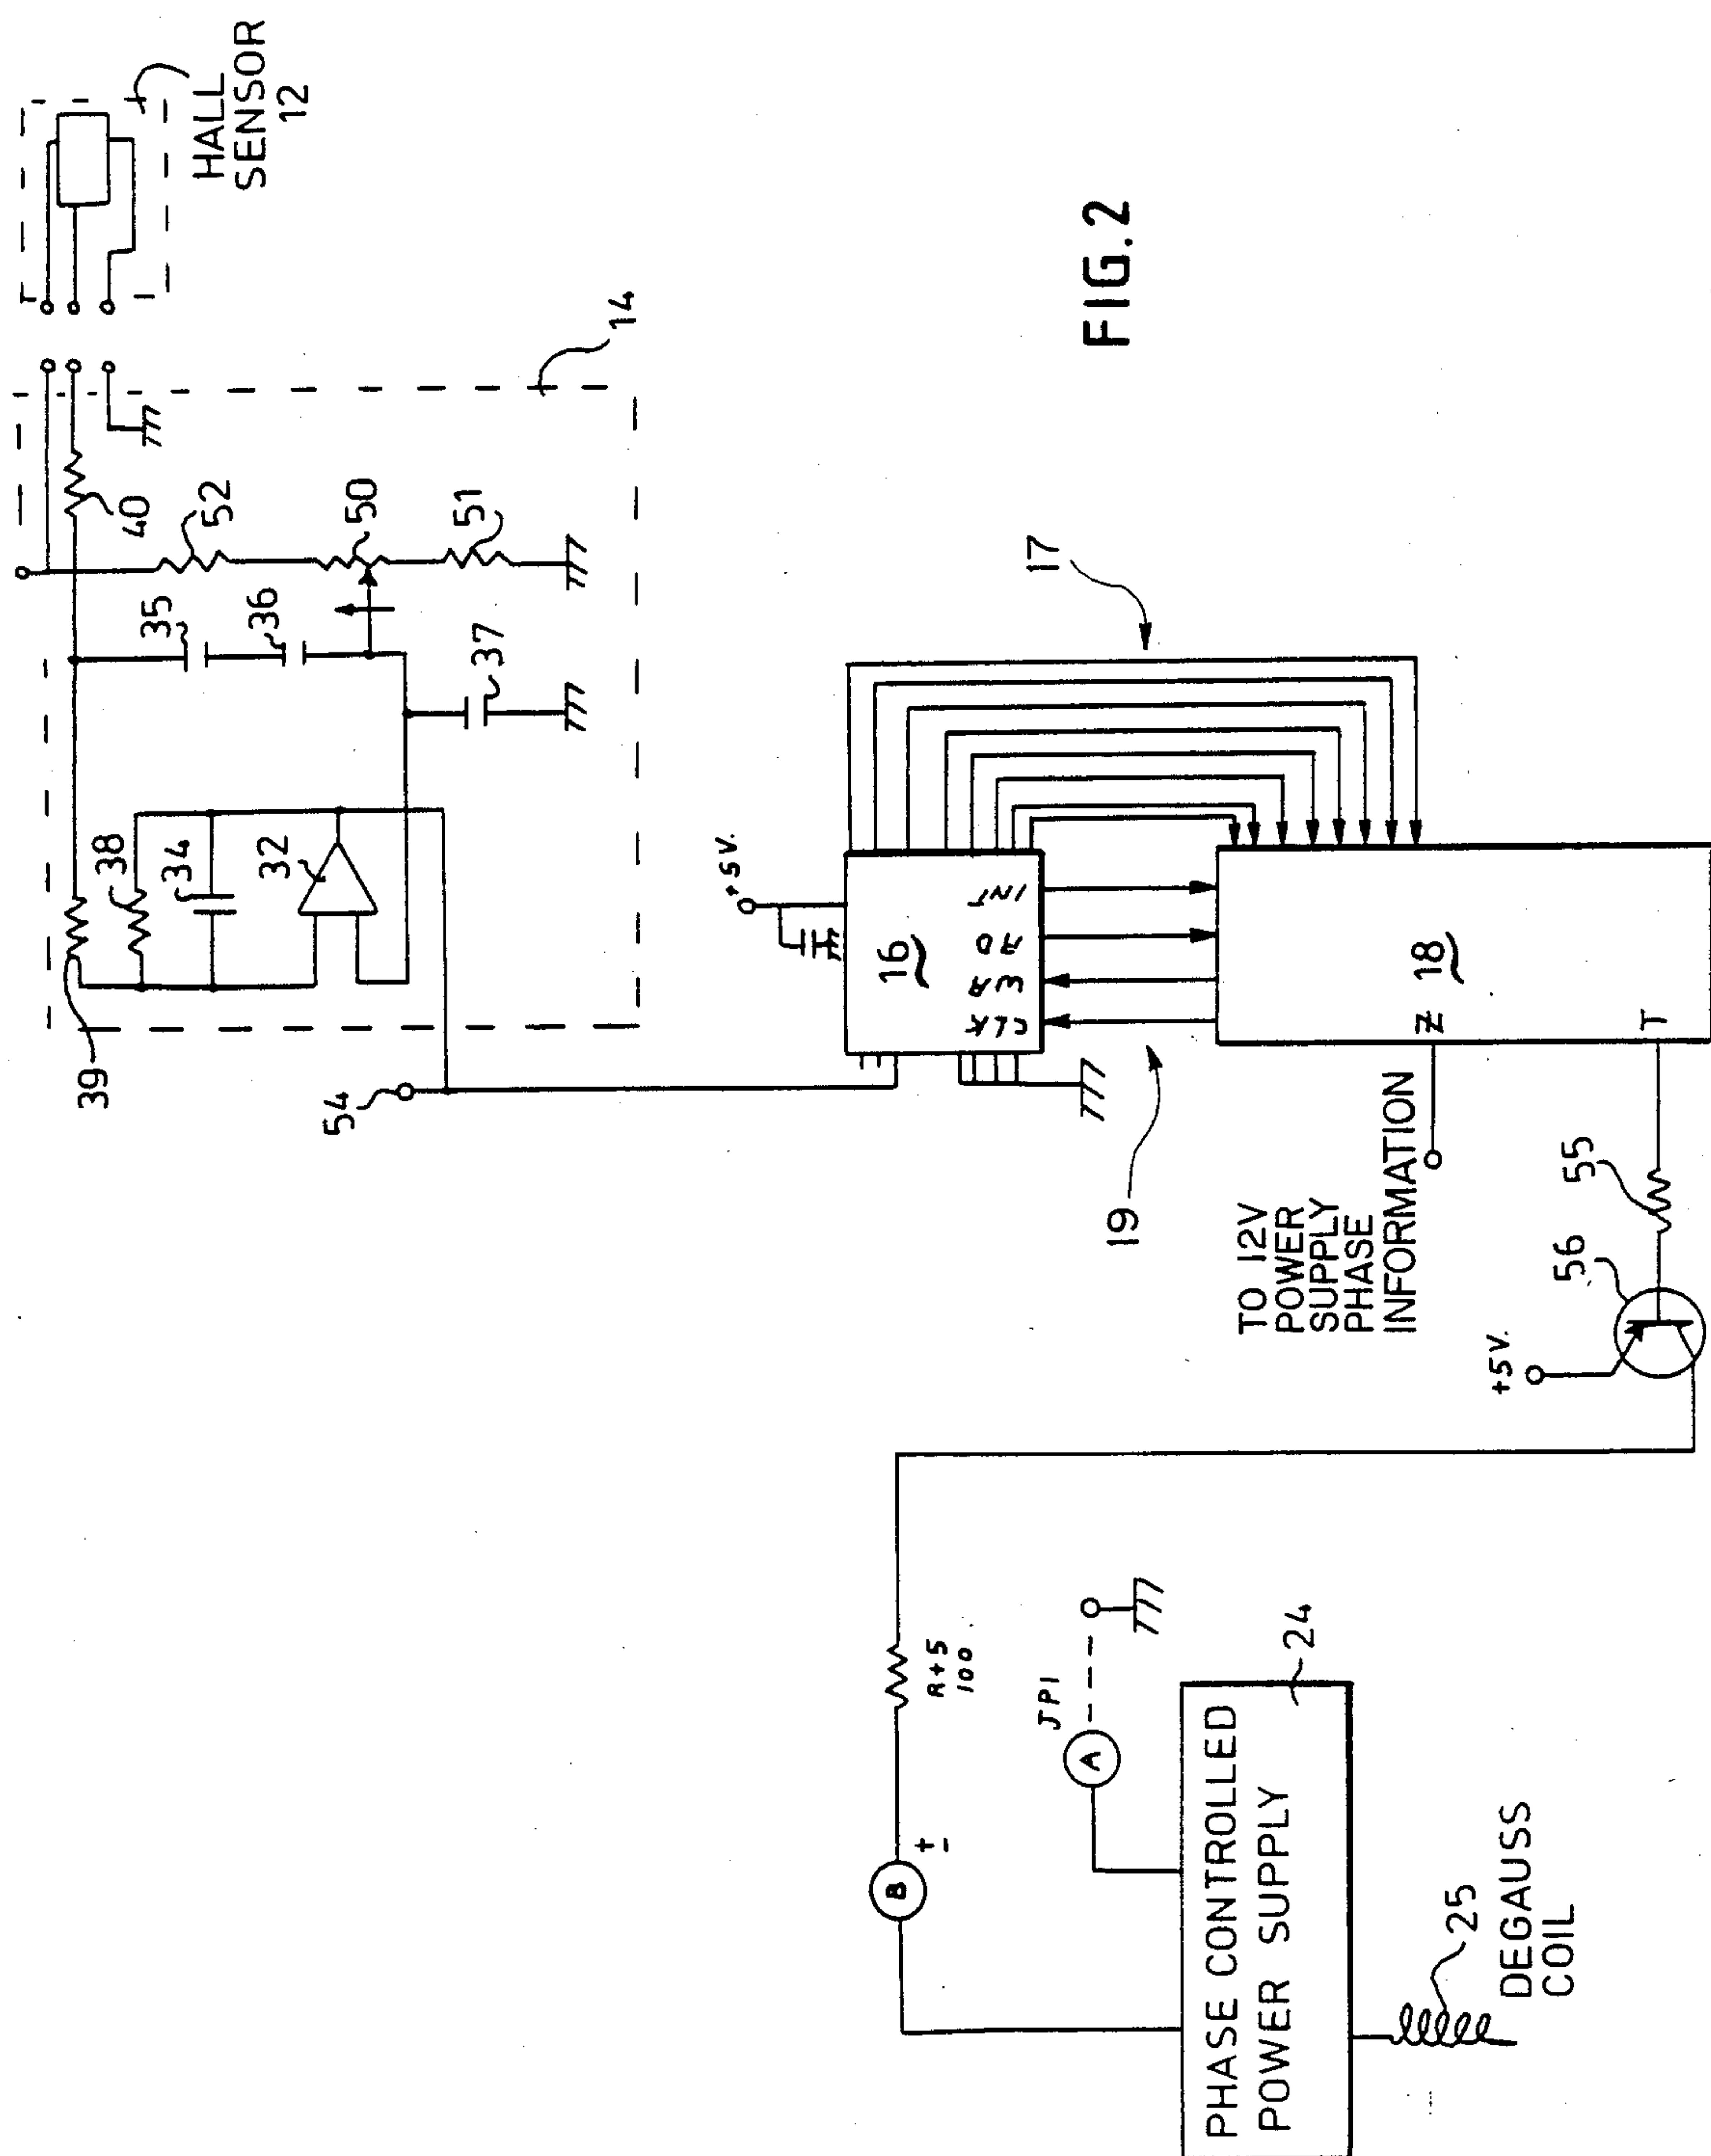 HALL
SENSOR
12
14
40
52
50
51
35
36
37
39
38
34
32
54
FIG.2
17
+5V.
16
INT
RD
WR
CLK
19
18
Z
T
TO 12V
POWER
SUPPLY
PHASE
INFORMATION
55
56
+5V.
R+5
100
B
+
-
JP1
A
PHASE CONTROLLED
POWER SUPPLY
24
25
DEGAUSS
COIL